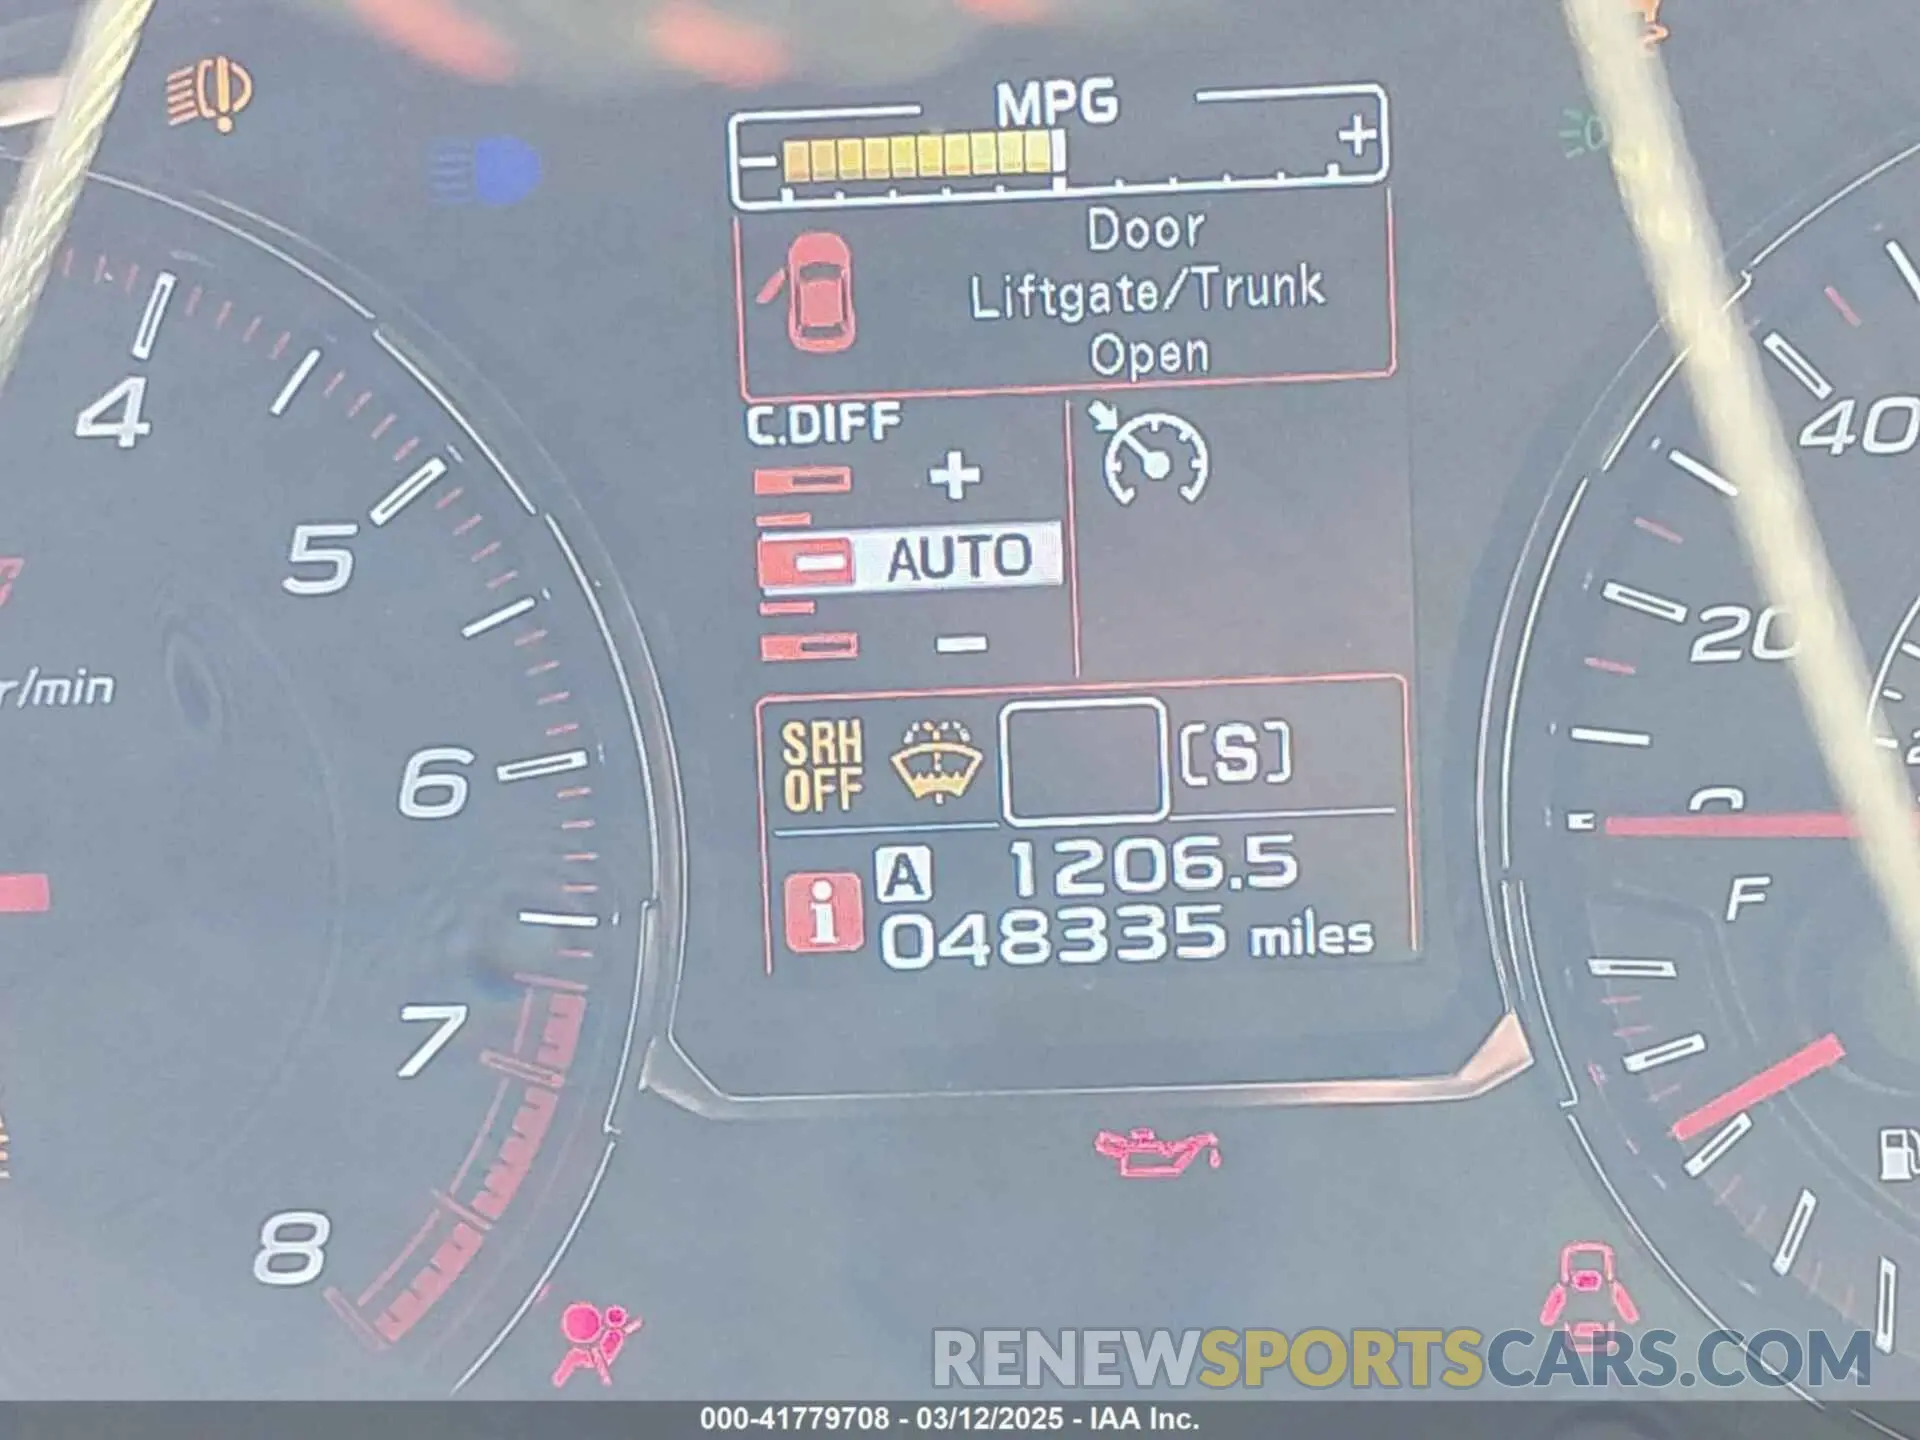 MPG
- +
Door
Liftgate/Trunk
Open
C.DIFF
+
AUTO
-
4
5
6
7
8
r/min
40
20
0
F
SRH
OFF
[S]
A 1206.5
i 048335 miles
RENEWSPORTSCARS.COM
000-41779708 - 03/12/2025 - IAA Inc.